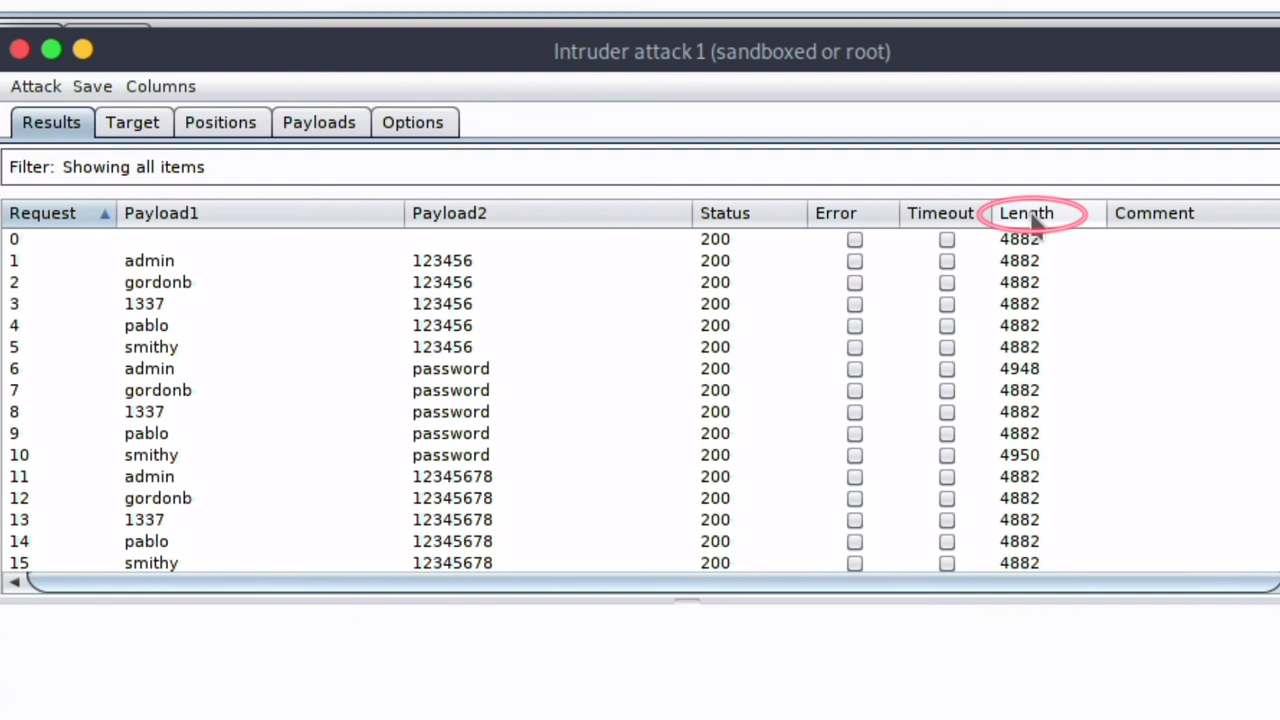 Intruder attack 1 (sandboxed or root)
Attack Save Columns
Results Target Positions Payloads Options
Filter: Showing all items
Request Payload1 Payload2 Status Error Timeout Length Comment
0 200 4882
1 admin 123456 200 4882
2 gordonb 123456 200 4882
3 1337 123456 200 4882
4 pablo 123456 200 4882
5 smithy 123456 200 4882
6 admin password 200 4948
7 gordonb password 200 4882
8 1337 password 200 4882
9 pablo password 200 4882
10 smithy password 200 4950
11 admin 12345678 200 4882
12 gordonb 12345678 200 4882
13 1337 12345678 200 4882
14 pablo 12345678 200 4882
15 smithy 12345678 200 4882